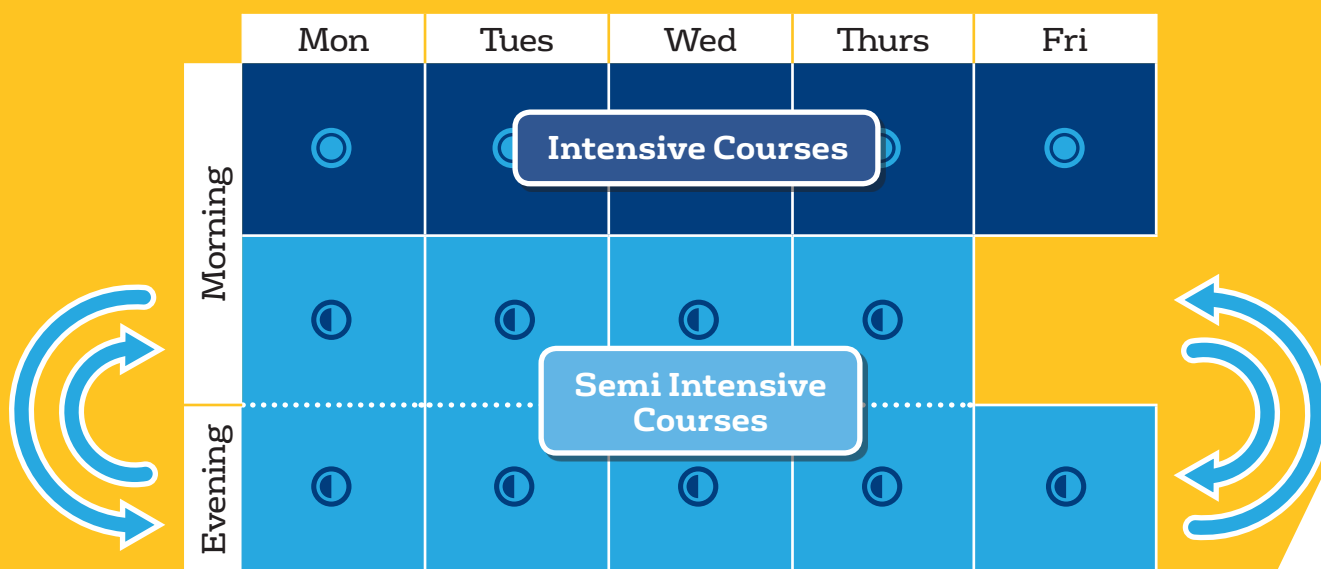 Mon Tues Wed Thurs Fri
Morning
Intensive Courses
Semi Intensive
Courses
Evening